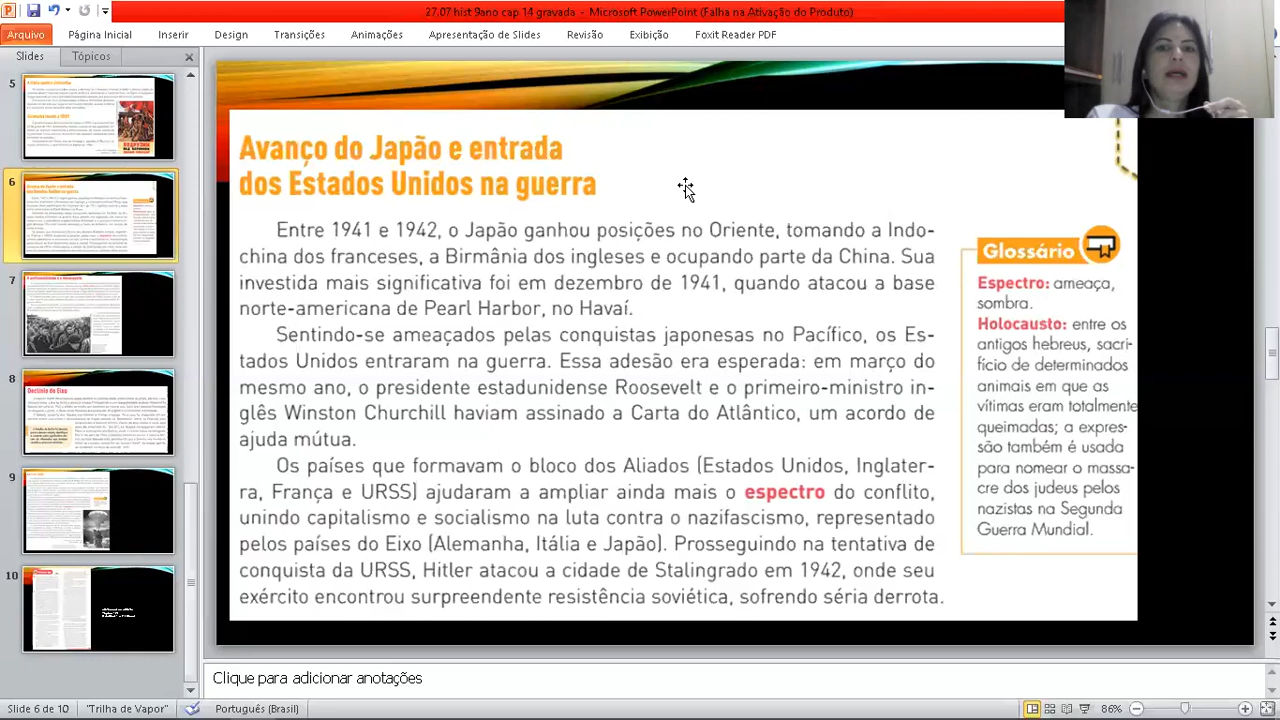 27.07 hist 9ano cap 14 gravada - Microsoft PowerPoint (Falha na Ativação do Produto)
Arquivo Página Inicial Inserir Design Transições Animações Apresentação de Slides Revisão Exibição Foxit Reader PDF
Slides Tópicos
5
6
7
8
Declínio do Eixo
9
10
do Japão e entrada
dos Estados Unidos na guerra
Entre 1941 e 1942, o Japão ganhou posições no Oriente, tomando a Indo-
china dos franceses, a Birmânia dos ingleses e ocupando parte da China. Sua
investida mais significativa foi em dezembro de 1941, quando atacou a base
norte-americana de Pearl Harbor, no Havaí.
Sentindo-se ameaçados pelas conquistas japonesas no Pacífico, os Es-
tados Unidos entraram na guerra. Essa adesão era esperada: em março do
mesmo ano, o presidente estadunidense Roosevelt e o primeiro-ministro in-
glês Winston Churchill haviam assinado a Carta do Atlântico, um acordo de
ajuda mútua.
Os países que formavam o bloco dos Aliados (Estados Unidos, Inglater-
ra, França e URSS) ajudaram a ampliar ainda mais o espectro do conflito,
unindo capitalismo e socialismo na luta contra o nazifascismo, representado
pelos países do Eixo (Alemanha, Itália e Japão). Prosseguindo na tentativa de
conquista da URSS, Hitler atacou a cidade de Stalingrado em 1942, onde seu
exército encontrou surpreendente resistência soviética, sofrendo séria derrota.
Glossário
Espectro: ameaça,
sombra.
Holocausto: entre os
antigos hebreus, sacri-
fício de determinados
animais em que as
vítimas eram totalmente
queimadas; a expres-
são também é usada
para nomear o massa-
cre dos judeus pelos
nazistas na Segunda
Guerra Mundial.
Clique para adicionar anotações
Slide 6 de 10 "Trilha de Vapor" Português (Brasil) 86%